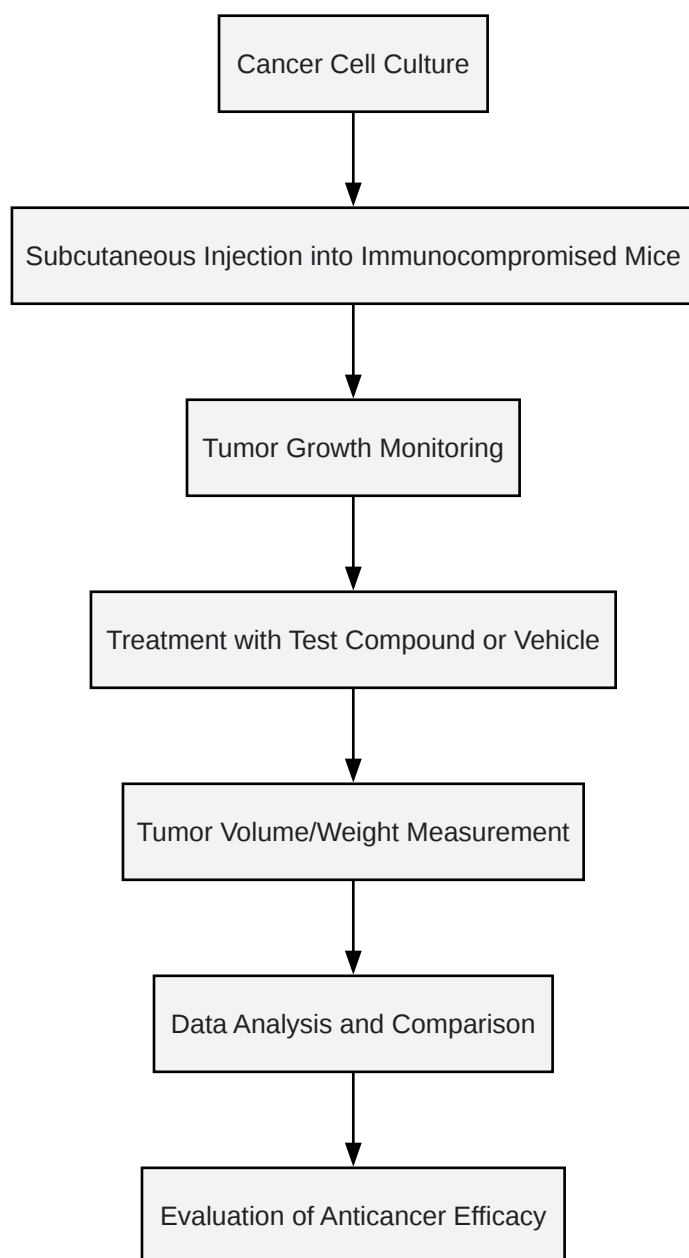 Cancer Cell Culture
Subcutaneous Injection into Immunocompromised Mice
Tumor Growth Monitoring
Treatment with Test Compound or Vehicle
Tumor Volume/Weight Measurement
Data Analysis and Comparison
Evaluation of Anticancer Efficacy